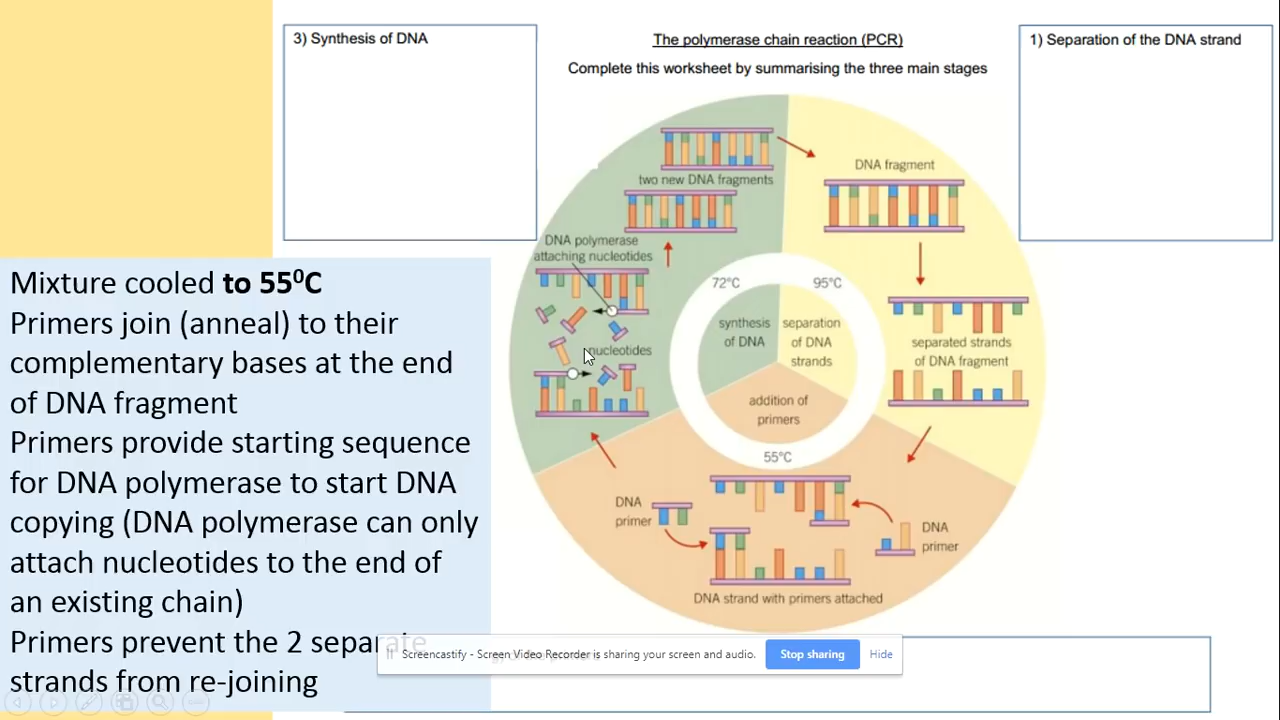 3) Synthesis of DNA
The polymerase chain reaction (PCR)
Complete this worksheet by summarising the three main stages
1) Separation of the DNA strand
two new DNA fragments
DNA fragment
DNA polymerase
attaching nucleotides
nucleotides
72°C
95°C
synthesis
of DNA
separation
of DNA
strands
separated strands
of DNA fragment
addition of
primers
55°C
DNA
primer
DNA
primer
DNA strand with primers attached
Mixture cooled to 55⁰C
Primers join (anneal) to their
complementary bases at the end
of DNA fragment
Primers provide starting sequence
for DNA polymerase to start DNA
copying (DNA polymerase can only
attach nucleotides to the end of
an existing chain)
Primers prevent the 2 separate
strands from re-joining
Screencastify - Screen Video Recorder is sharing your screen and audio.
Stop sharing
Hide